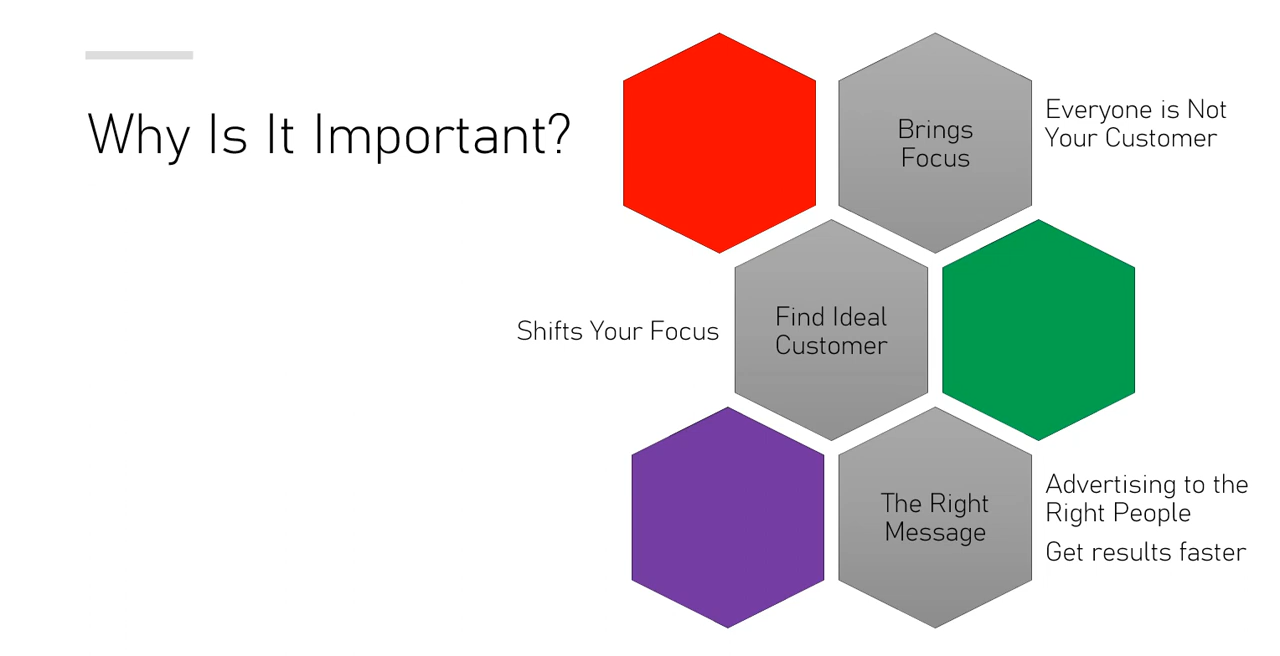 Why Is It Important?
Brings
Focus
Everyone is Not
Your Customer
Shifts Your Focus
Find Ideal
Customer
The Right
Message
Advertising to the
Right People
Get results faster